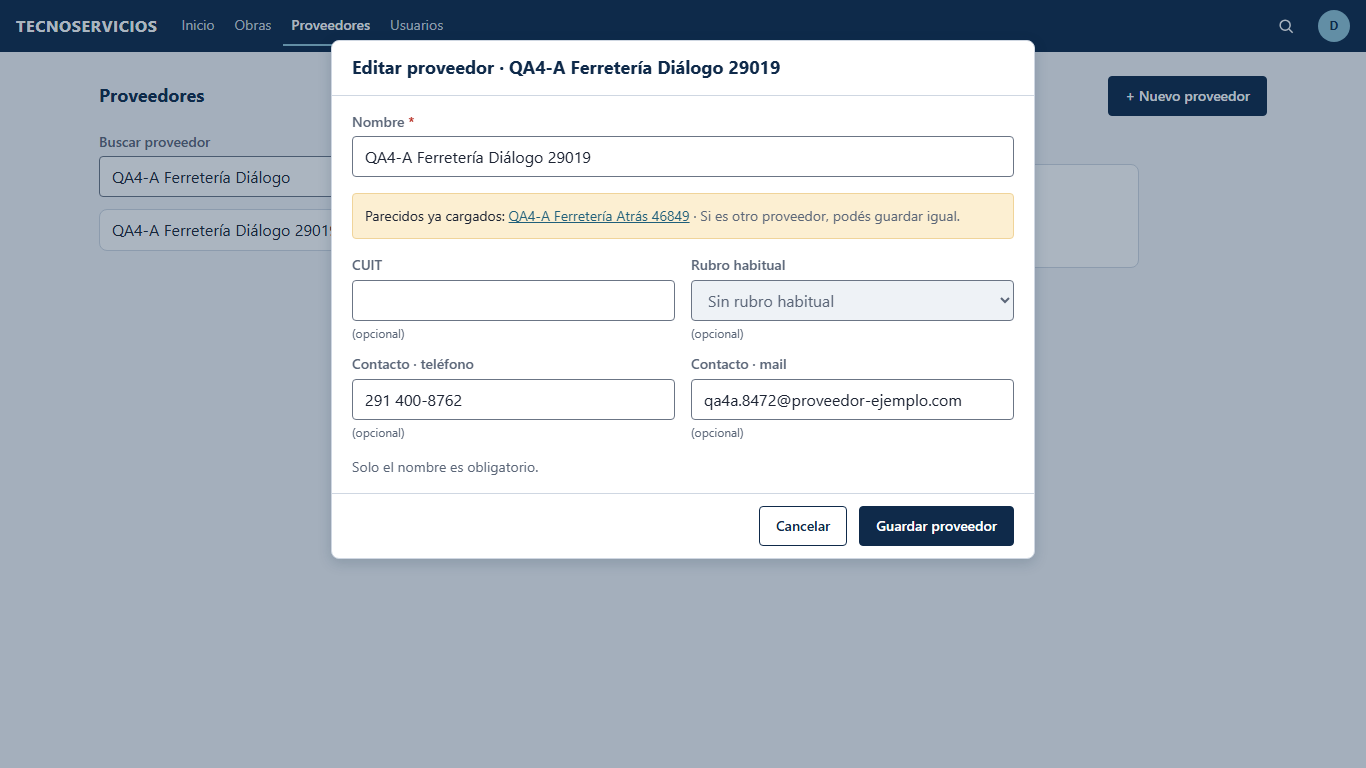 TECNOSERVICIOS Inicio Obras Proveedores Usuarios D
Editar proveedor · QA4-A Ferretería Diálogo 29019
Proveedores
+ Nuevo proveedor
Nombre *
Buscar proveedor
QA4-A Ferretería Diálogo 29019
QA4-A Ferretería Diálogo
Parecidos ya cargados: QA4-A Ferretería Atrás 46849 · Si es otro proveedor, podés guardar igual.
QA4-A Ferretería Diálogo 2901
CUIT Rubro habitual
Sin rubro habitual
(opcional) (opcional)
Contacto · teléfono Contacto · mail
291 400-8762 qa4a.8472@proveedor-ejemplo.com
(opcional) (opcional)
Solo el nombre es obligatorio.
Cancelar Guardar proveedor